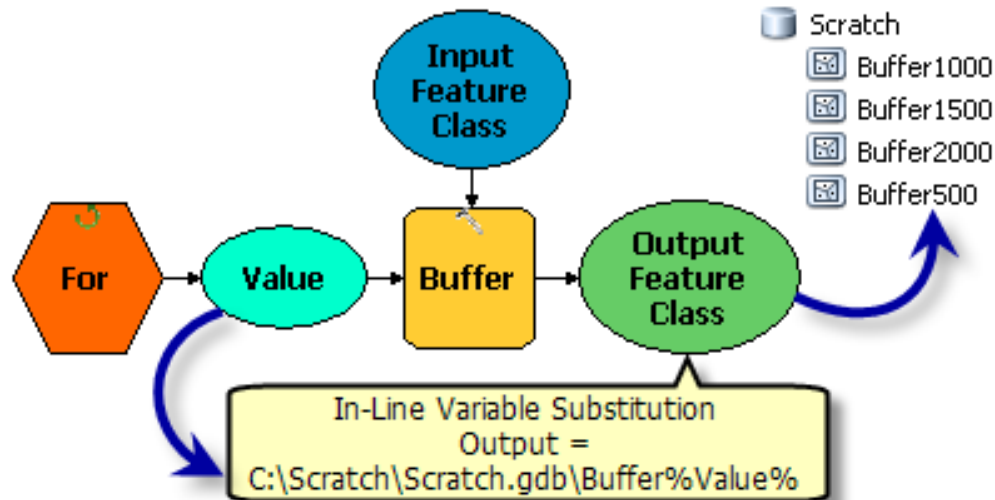 Input
Feature
Class
Scratch
Buffer1000
Buffer1500
Buffer2000
Buffer500
For
Value
Buffer
Output
Feature
Class
In-Line Variable Substitution
Output =
C:\Scratch\Scratch.gdb\Buffer%Value%